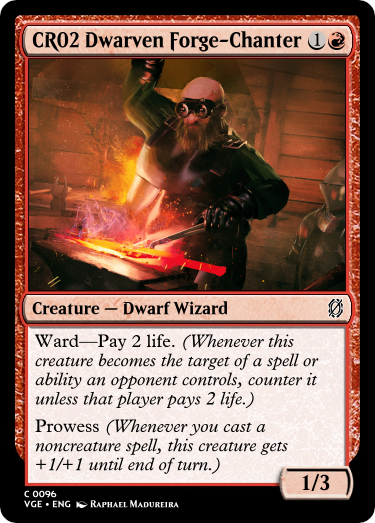 CR02 Dwarven Forge-Chanter 1
Creature — Dwarf Wizard
Ward—Pay 2 life. (Whenever this
creature becomes the target of a spell or
ability an opponent controls, counter it
unless that player pays 2 life.)
Prowess (Whenever you cast a
noncreature spell, this creature gets
+1/+1 until end of turn.)
1/3
C 0096
VGE • ENG Raphael Madureira